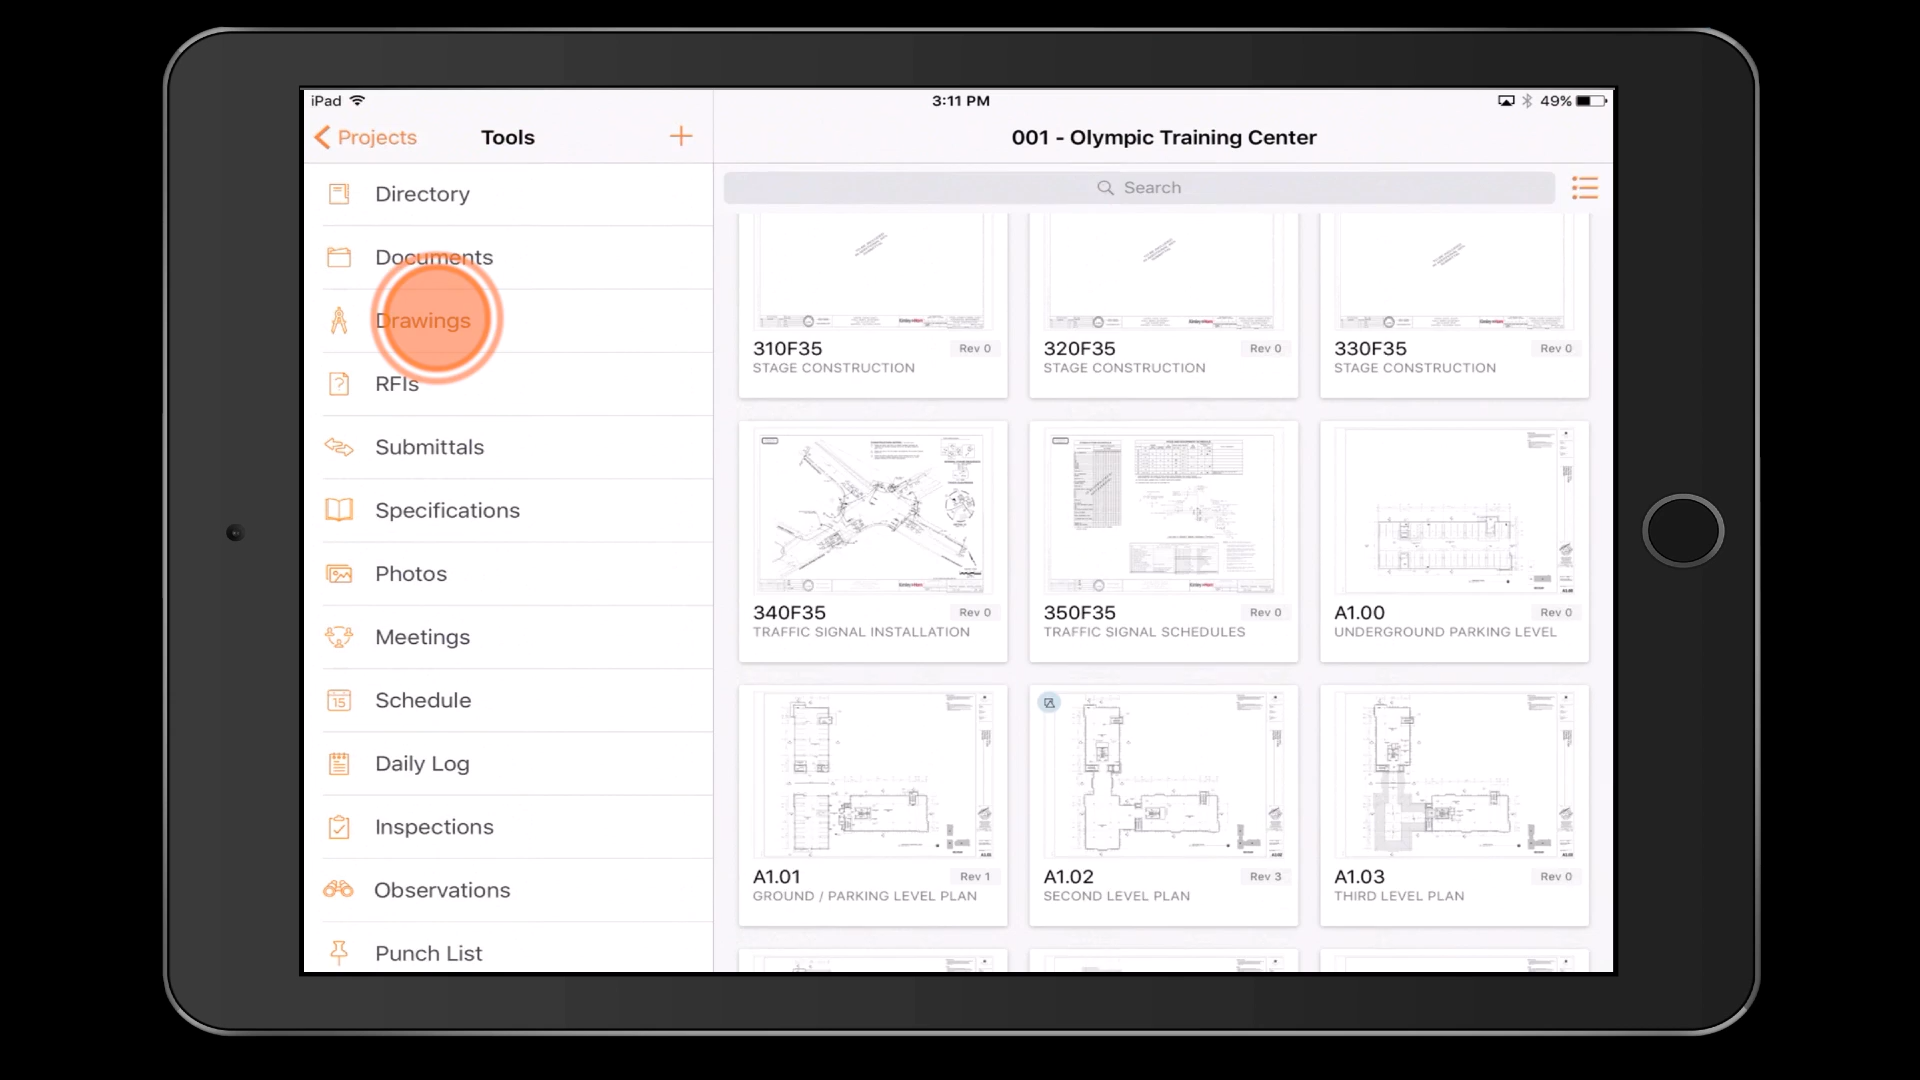 iPad
3:11 PM
49%
Projects
Tools
+
001 - Olympic Training Center
Directory
Documents
Drawings
RFIs
Submittals
Specifications
Photos
Meetings
15
Schedule
Daily Log
Inspections
Observations
Punch List
Search
310F35
Rev 0
STAGE CONSTRUCTION
320F35
Rev 0
STAGE CONSTRUCTION
330F35
Rev 0
STAGE CONSTRUCTION
340F35
Rev 0
TRAFFIC SIGNAL INSTALLATION
350F35
Rev 0
TRAFFIC SIGNAL SCHEDULES
A1.00
Rev 0
UNDERGROUND PARKING LEVEL
A1.01
Rev 1
GROUND / PARKING LEVEL PLAN
A1.02
Rev 3
SECOND LEVEL PLAN
A1.03
Rev 0
THIRD LEVEL PLAN